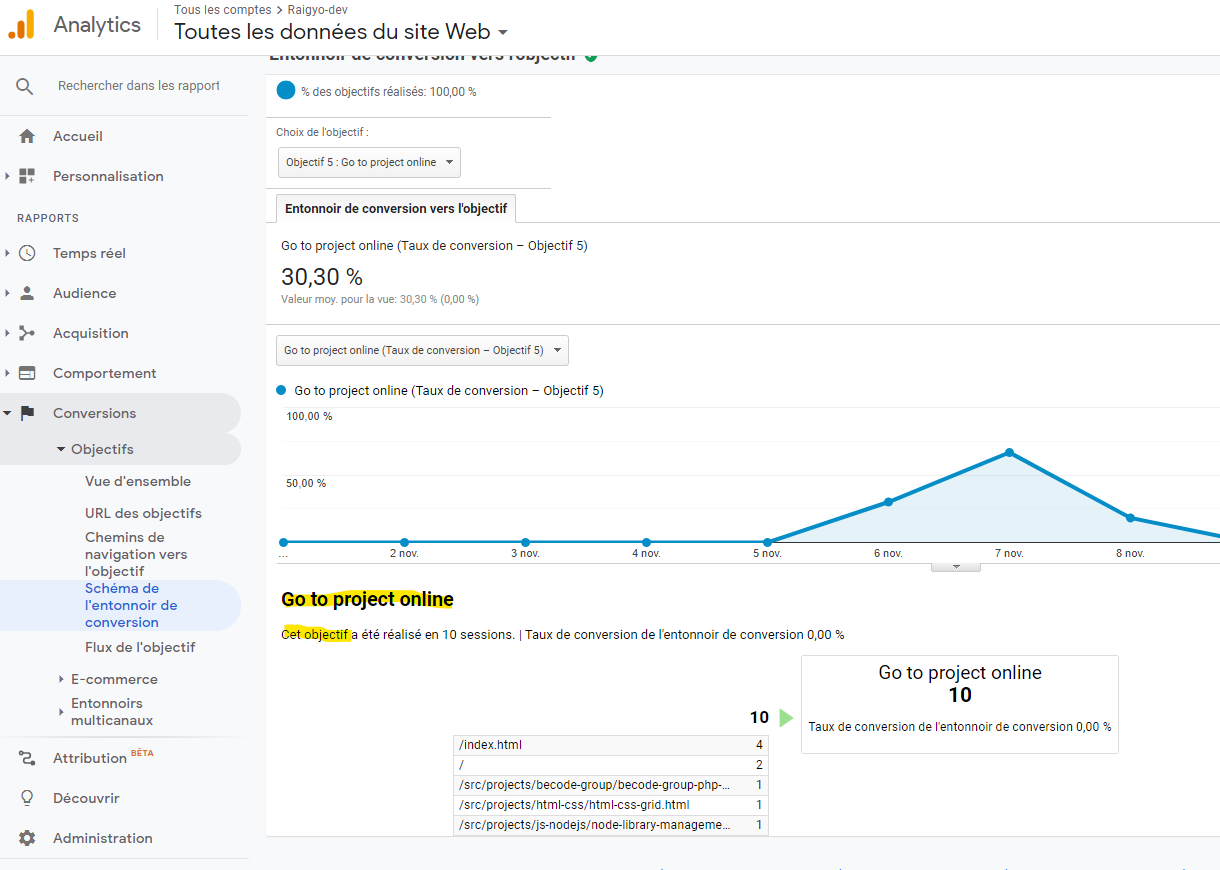 Analytics
Tous les comptes > Raigyo-dev
Toutes les données du site Web
Rechercher dans les rapport
Accueil
Personnalisation
RAPPORTS
Temps réel
Audience
Acquisition
Comportement
Conversions
Objectifs
Vue d'ensemble
URL des objectifs
Chemins de
navigation vers
l'objectif
Schéma de
l'entonnoir de
conversion
Flux de l'objectif
E-commerce
Entonnoirs
multicanaux
Attribution BÊTA
Découvrir
Administration
Entonnoir de conversion vers l'objectif
% des objectifs réalisés: 100,00 %
Choix de l'objectif :
Objectif 5 : Go to project online
Entonnoir de conversion vers l'objectif
Go to project online (Taux de conversion – Objectif 5)
30,30 %
Valeur moy. pour la vue: 30,30 % (0,00 %)
Go to project online (Taux de conversion – Objectif 5)
Go to project online (Taux de conversion – Objectif 5)
100,00 %
50,00 %
... 2 nov. 3 nov. 4 nov. 5 nov. 6 nov. 7 nov. 8 nov.
Go to project online
Cet objectif a été réalisé en 10 sessions. | Taux de conversion de l'entonnoir de conversion 0,00 %
10
/index.html 4
/ 2
/src/projects/becode-group/becode-group-php-... 1
/src/projects/html-css/html-css-grid.html 1
/src/projects/js-nodejs/node-library-manageme... 1
Go to project online
10
Taux de conversion de l'entonnoir de conversion 0,00 %